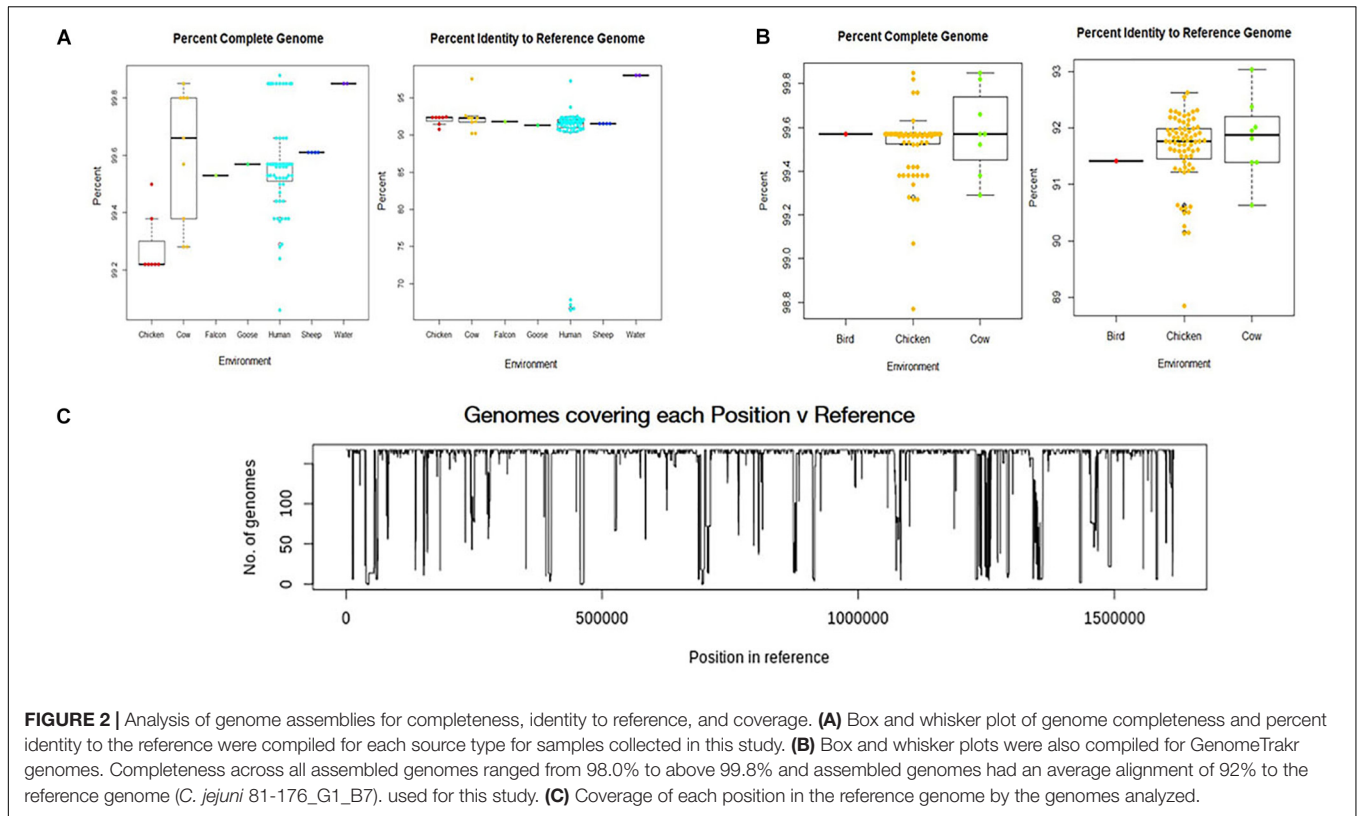 A
Percent Complete Genome
Percent
99.2
99.4
99.6
99.8
Chicken Cow Falcon Goose Human Sheep Water
Environment
Percent Identity to Reference Genome
Percent
70
75
80
85
90
95
Chicken Cow Falcon Goose Human Sheep Water
Environment
B
Percent Complete Genome
Percent
98.8
99.0
99.2
99.4
99.6
99.8
Bird Chicken Cow
Environment
Percent Identity to Reference Genome
Percent
89
90
91
92
93
Bird Chicken Cow
Environment
C
Genomes covering each Position v Reference
No. of genomes
0
50
100
0 500000 1000000 1500000
Position in reference
FIGURE 2 | Analysis of genome assemblies for completeness, identity to reference, and coverage. (A) Box and whisker plot of genome completeness and percent
identity to the reference were compiled for each source type for samples collected in this study. (B) Box and whisker plots were also compiled for GenomeTrakr
genomes. Completeness across all assembled genomes ranged from 98.0% to above 99.8% and assembled genomes had an average alignment of 92% to the
reference genome (C. jejuni 81-176_G1_B7). used for this study. (C) Coverage of each position in the reference genome by the genomes analyzed.